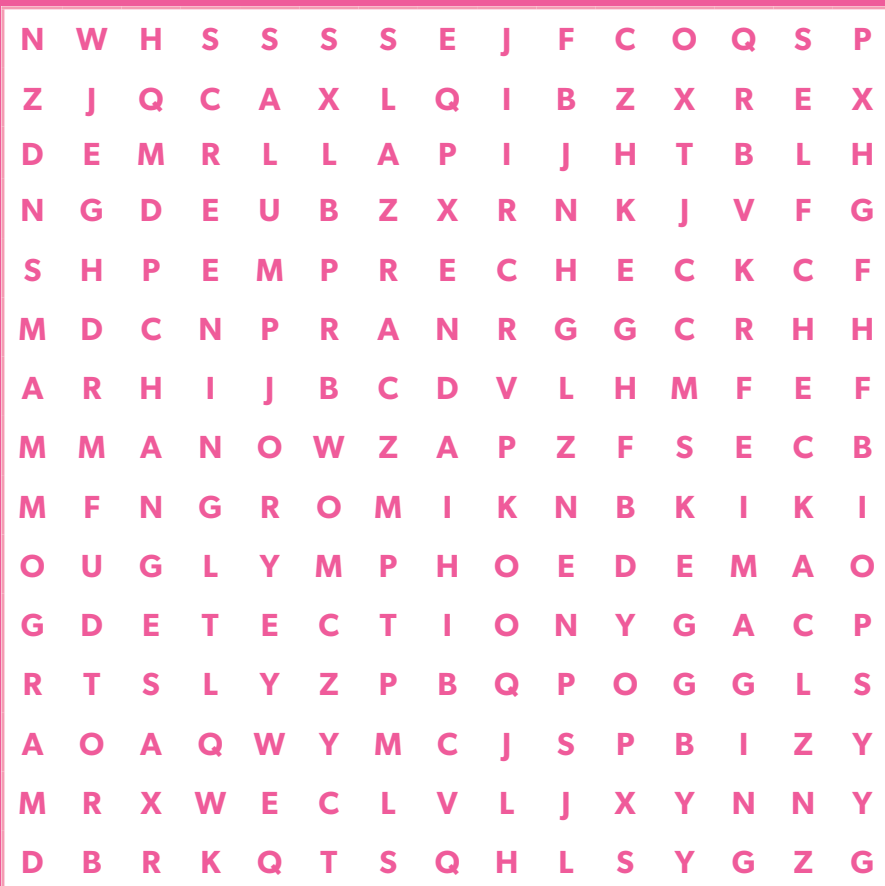 N W H S S S S E J F C O Q S P
Z J Q C A X L Q I B Z X R E X
D E M R L L A P I J H T B L H
N G D E U B Z X R N K J V F G
S H P E M P R E C H E C K C F
M D C N P R A N R G G C R H H
A R H I J B C D V L H M F E F
M M A N O W Z A P Z F S E C B
M F N G R O M I K N B K I K I
O U G L Y M P H O E D E M A O
G D E T E C T I O N Y G A C P
R T S L Y Z P B Q P O G G L S
A O A Q W Y M C J S P B I Z Y
M R X W E C L V L J X Y N N Y
D B R K Q T S Q H L S Y G Z G